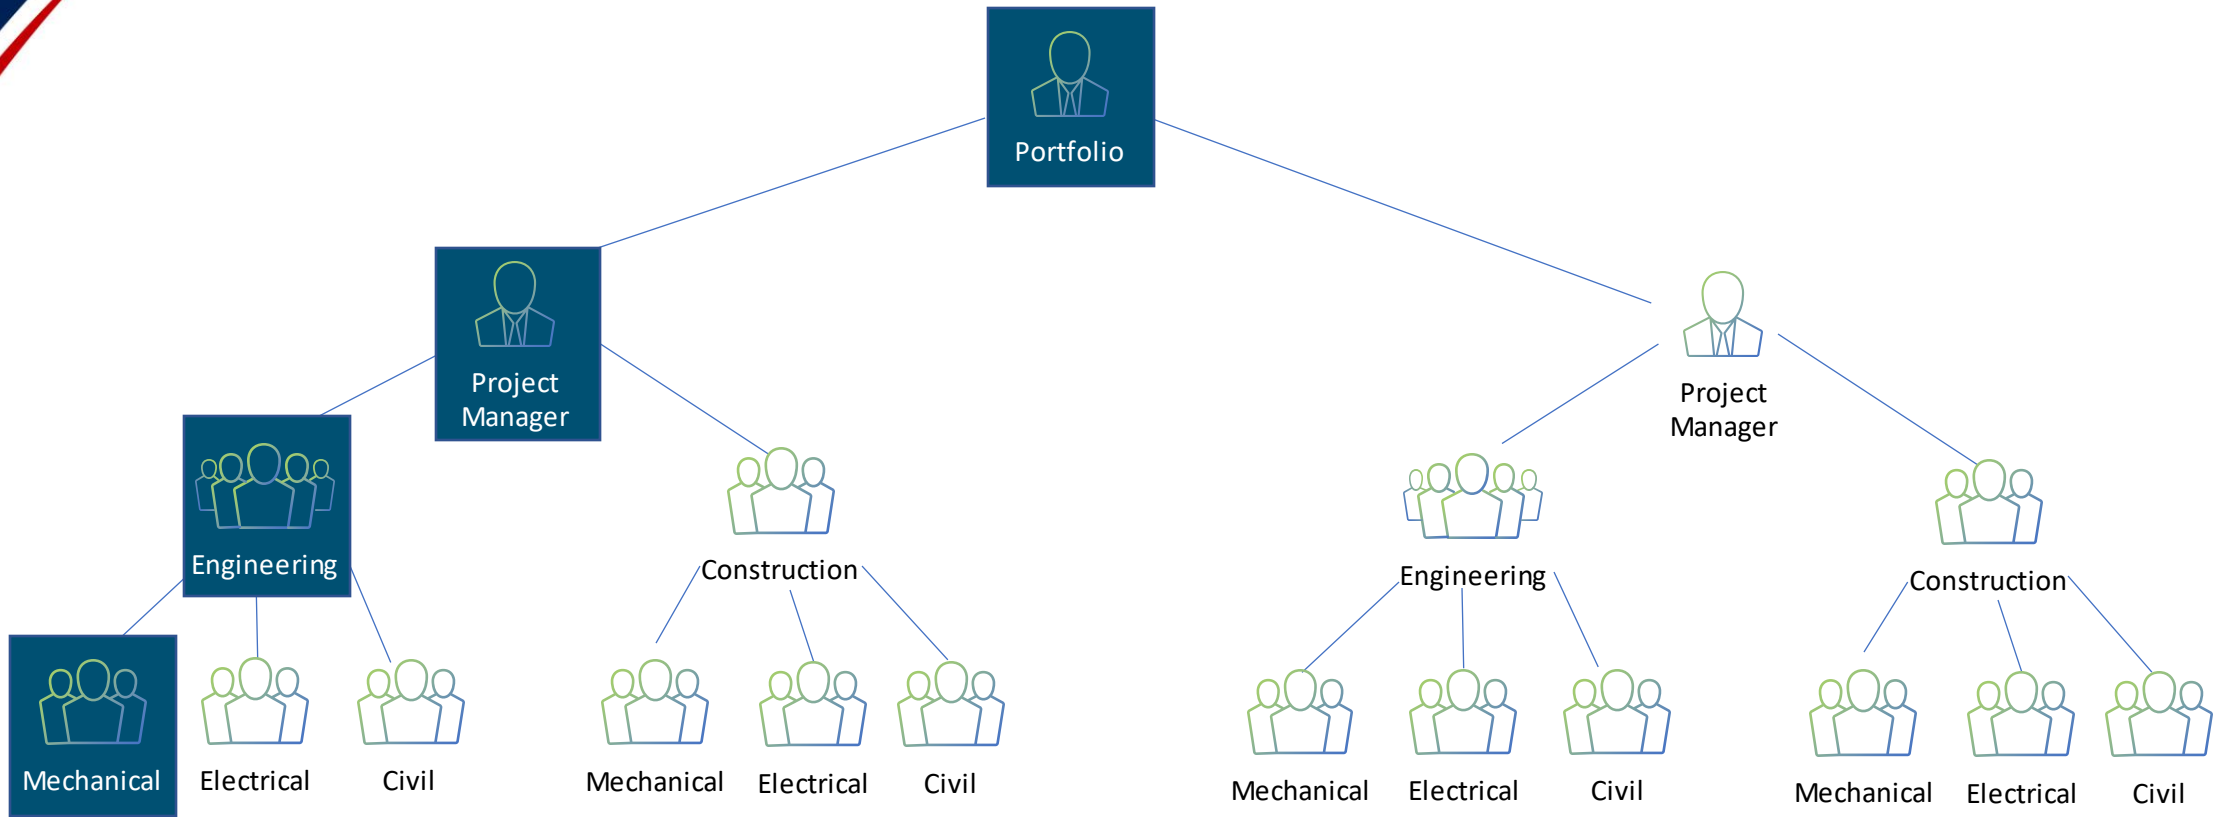 Portfolio
Project
Manager
Project
Manager
Engineering
Construction
Engineering
Construction
Mechanical
Electrical
Civil
Mechanical
Electrical
Civil
Mechanical
Electrical
Civil
Mechanical
Electrical
Civil